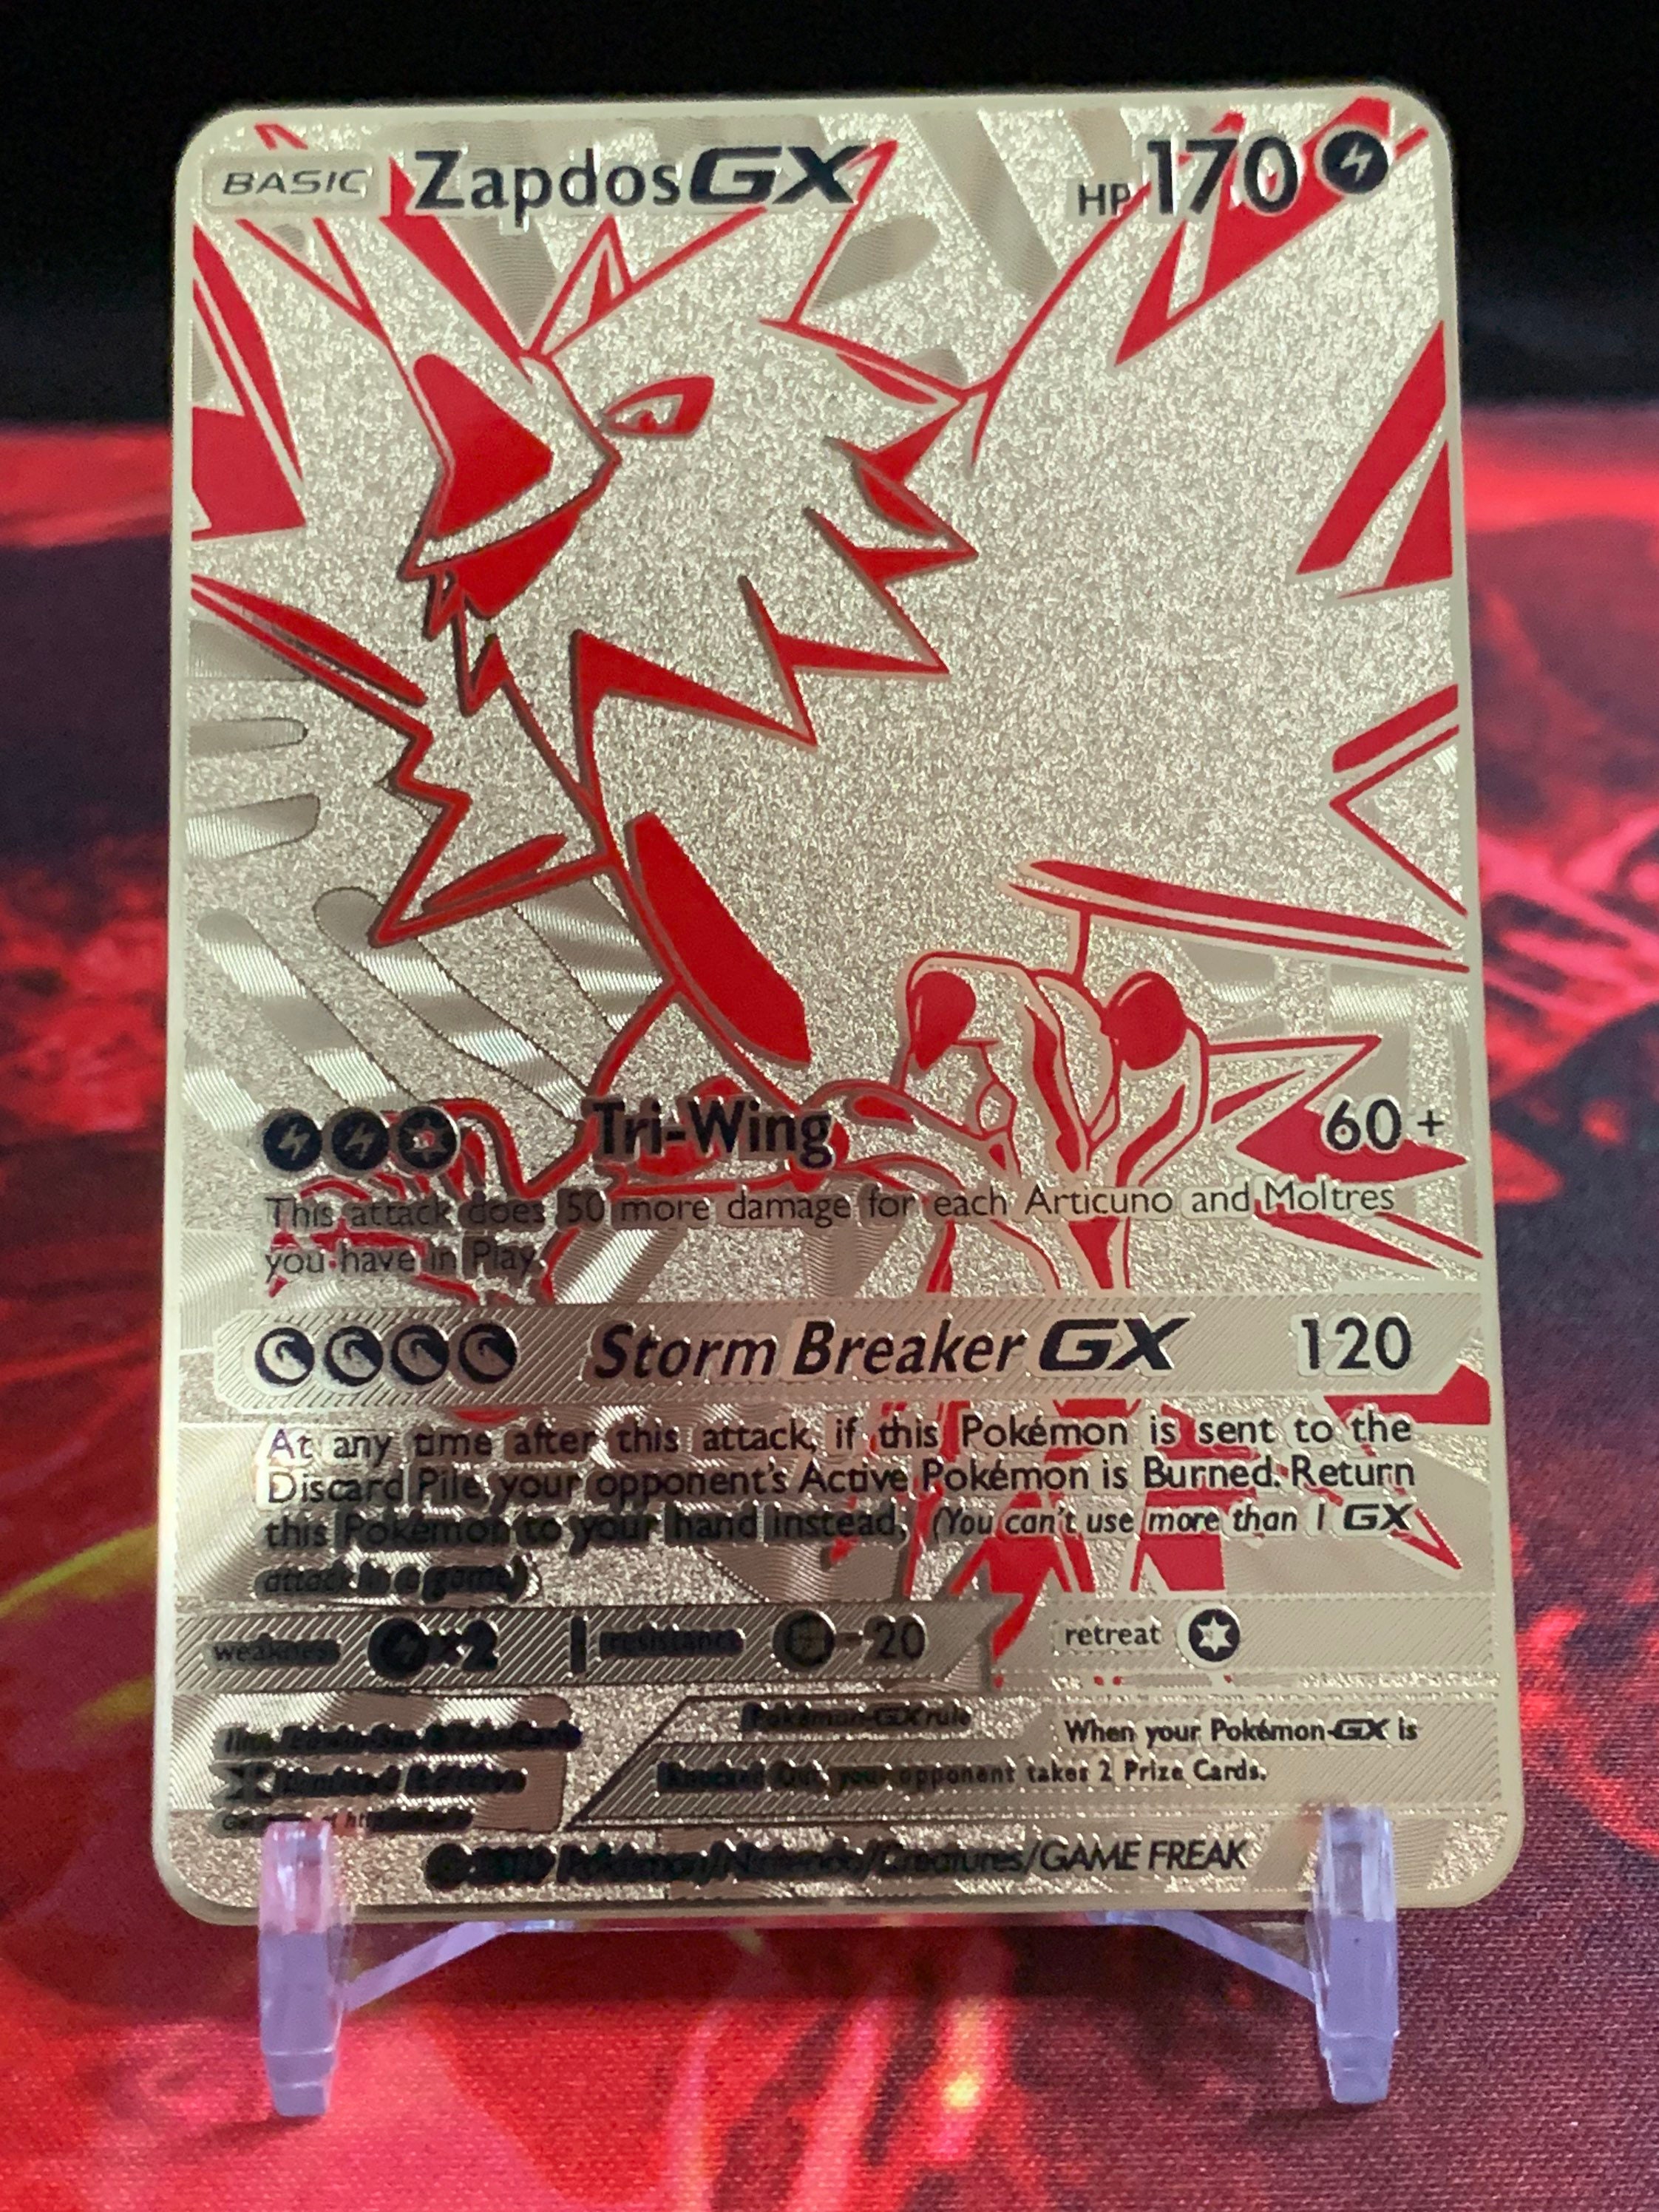 BASIC ZapdosGX HP 170
Tri-Wing 60+
This attack does 50 more damage for each Articuno and Moltres
you have in Play.
Storm Breaker GX 120
At any time after this attack, if this Pokémon is sent to the
Discard Pile, your opponent's Active Pokémon is Burned. Return
this Pokémon to your hand instead. (You can't use more than 1 GX
attack in a game.)
weakness ×2 resistance -20 retreat
Pokémon-GX rule When your Pokémon-GX is
Knocked Out, your opponent takes 2 Prize Cards.
Limited Edition
©2019 Pokémon/Nintendo/Creatures/GAME FREAK